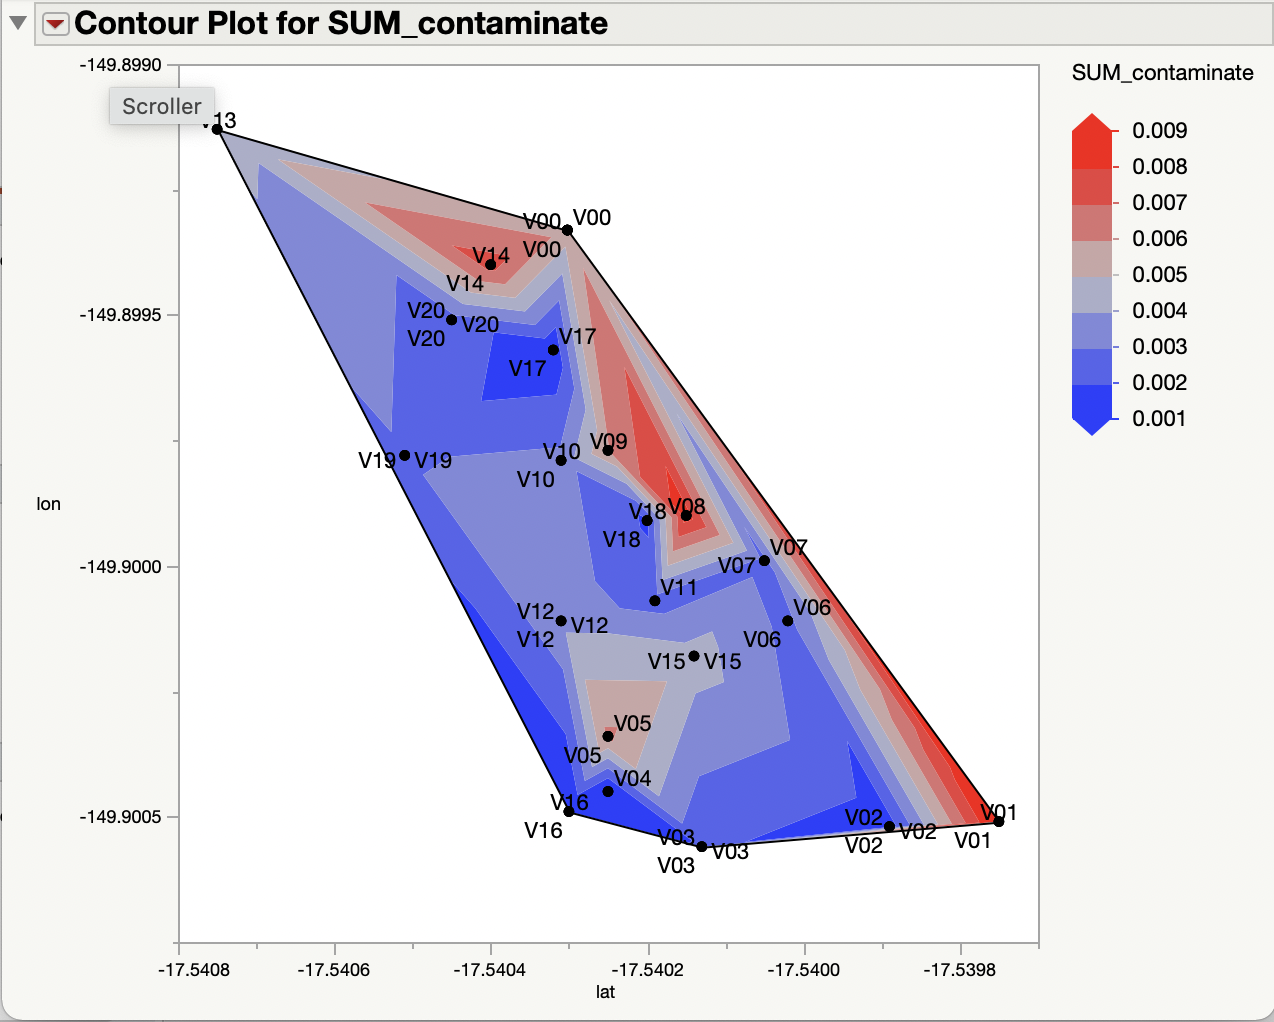 Contour Plot for SUM_contaminate
-149.8990
SUM_contaminate
Scroller
V13
0.009
0.008
0.007
0.006
0.005
0.004
0.003
0.002
0.001
V00 V00
V00
V14
V14
-149.8995
V20
V20
V20
V17
V17
V09
V10
V19 V19
V10
lon
V18 V08
V18
V07
V07
-149.9000
V11
V12
V12
V12
V06
V06
V15 V15
V05
V05
V04
V16
V16
-149.9005
V01
V01
V02
V02
V02
V03
V03
V03
-17.5408
-17.5406
-17.5404
-17.5402
-17.5400
-17.5398
lat